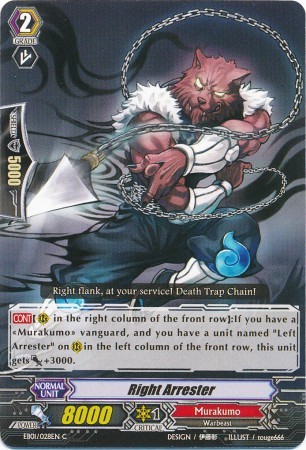 2
GRADE
5000
SHIELD
Right flank, at your service! Death Trap Chain!
CONT in the right column of the front row]:If you have a
«Murakumo» vanguard, and you have a unit named "Left
Arrester" on in the left column of the front row, this unit
gets +3000.
NORMAL
UNIT
Right Arrester
POWER
8000
1
CRITICAL
Murakumo
Warbeast
EB01/028EN C
DESIGN / 伊藤彰
ILLUST / touge666